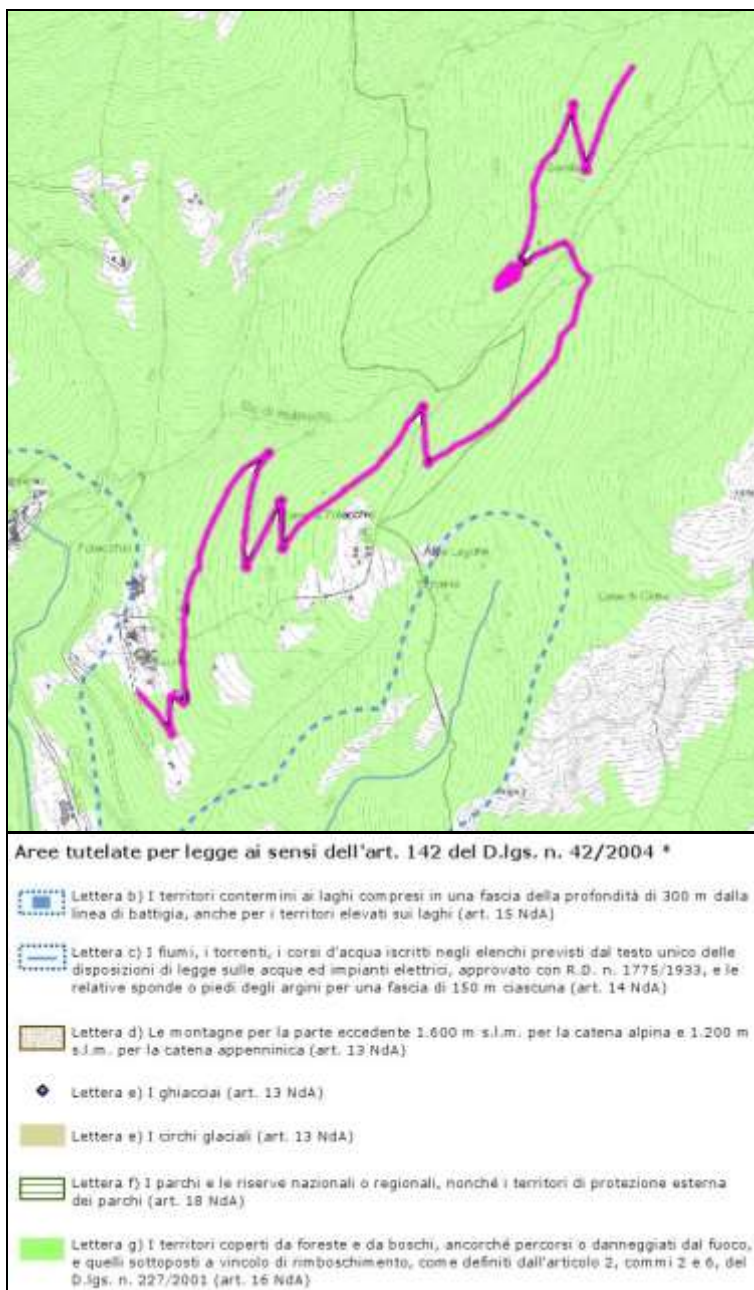 Aree tutelate per legge ai sensi dell'art. 142 del D.lgs. n. 42/2004 *
Lettera b) I territori contermini ai laghi compresi in una fascia della profondità di 300 m dalla
linea di battigia, anche per i territori elevati sui laghi (art. 15 NdA)
Lettera c) I fiumi, i torrenti, i corsi d'acqua iscritti negli elenchi previsti dal testo unico delle
disposizioni di legge sulle acque ed impianti elettrici, approvato con R.D. n. 1775/1933, e le
relative sponde o piedi degli argini per una fascia di 150 m ciascuna (art. 14 NdA)
Lettera d) Le montagne per la parte eccedente 1.600 m s.l.m. per la catena alpina e 1.200 m
s.l.m. per la catena appenninica (art. 13 NdA)
Lettera e) I ghiacciai (art. 13 NdA)
Lettera e) I circhi glaciali (art. 13 NdA)
Lettera f) I parchi e le riserve nazionali o regionali, nonché i territori di protezione esterna
dei parchi (art. 18 NdA)
Lettera g) I territori coperti da foreste e da boschi, ancorché percorsi o danneggiati dal fuoco,
e quelli sottoposti a vincolo di rimboschimento, come definiti dall'articolo 2, commi 2 e 6, del
D.lgs. n. 227/2001 (art. 16 NdA)